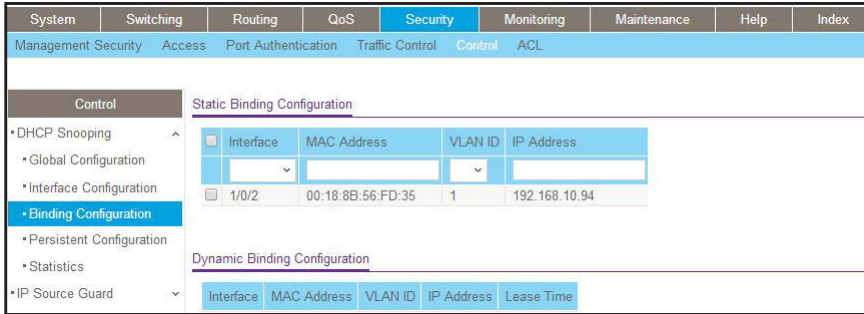 System Switching Routing QoS Security Monitoring Maintenance Help Index
Management Security Access Port Authentication Traffic Control Control ACL
Control
DHCP Snooping
Global Configuration
Interface Configuration
Binding Configuration
Persistent Configuration
Statistics
IP Source Guard
Static Binding Configuration
Interface MAC Address VLAN ID IP Address
1/0/2 00:18:8B:56:FD:35 1 192.168.10.94
Dynamic Binding Configuration
Interface MAC Address VLAN ID IP Address Lease Time